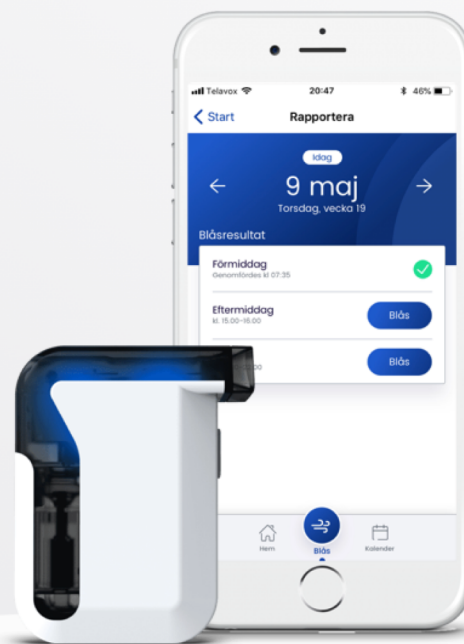 Telavox 20:47 46%
Start Rapportera
Idag
9 maj
Torsdag, vecka 19
Blåsresultat
Förmiddag
Genomfördes kl 07:35
Eftermiddag
kl. 15.00-16.00
Blås
Blås
Hem Blås Kalender